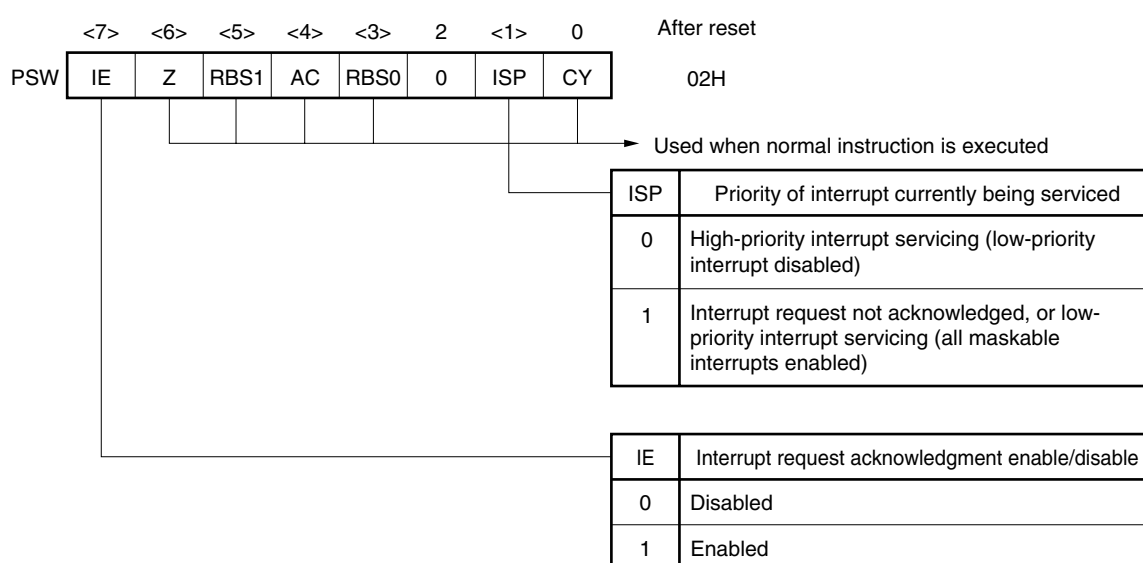 <7> <6> <5> <4> <3> 2 <1> 0 After reset
PSW IE Z RBS1 AC RBS0 0 ISP CY 02H
Used when normal instruction is executed
ISP Priority of interrupt currently being serviced
0 High-priority interrupt servicing (low-priority
interrupt disabled)
1 Interrupt request not acknowledged, or low-
priority interrupt servicing (all maskable
interrupts enabled)
IE Interrupt request acknowledgment enable/disable
0 Disabled
1 Enabled